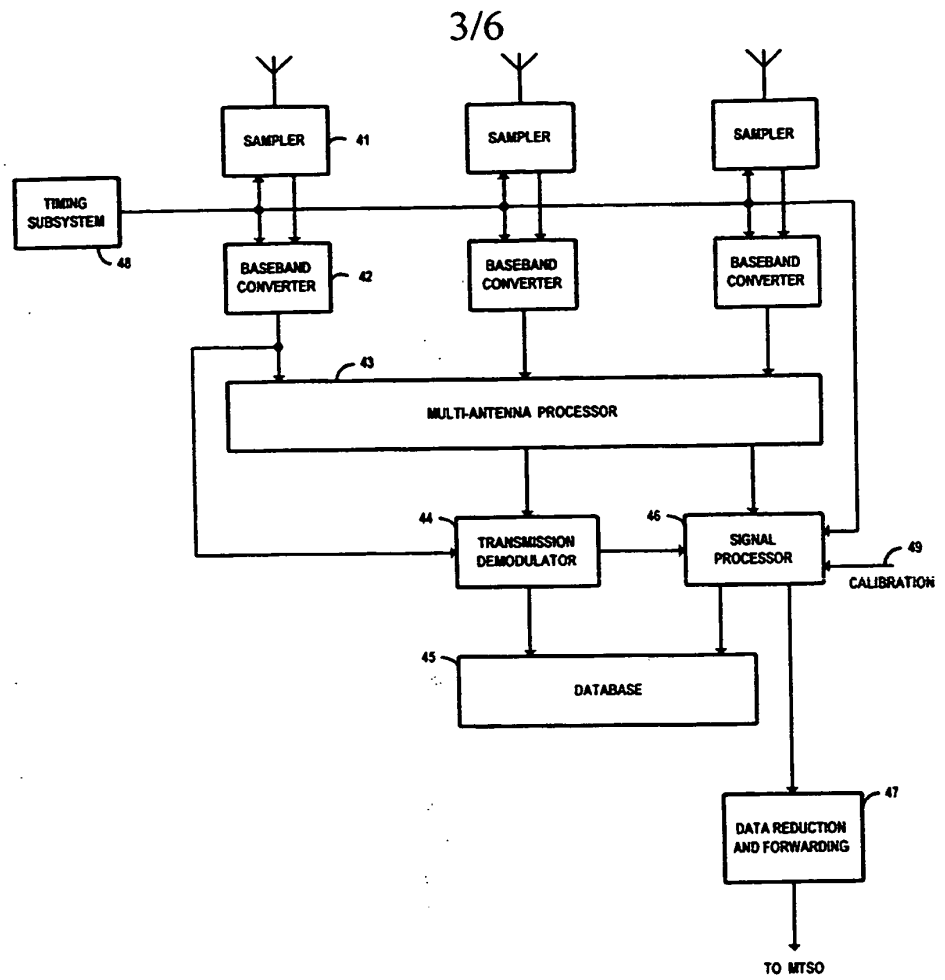 3/6
SAMPLER
41
SAMPLER
SAMPLER
TIMING
SUBSYSTEM
48
BASEBAND
CONVERTER
42
BASEBAND
CONVERTER
BASEBAND
CONVERTER
43
MULTI-ANTENNA PROCESSOR
44
TRANSMISSION
DEMODULATOR
46
SIGNAL
PROCESSOR
49
CALIBRATION
45
DATABASE
47
DATA REDUCTION
AND FORWARDING
TO MTSO